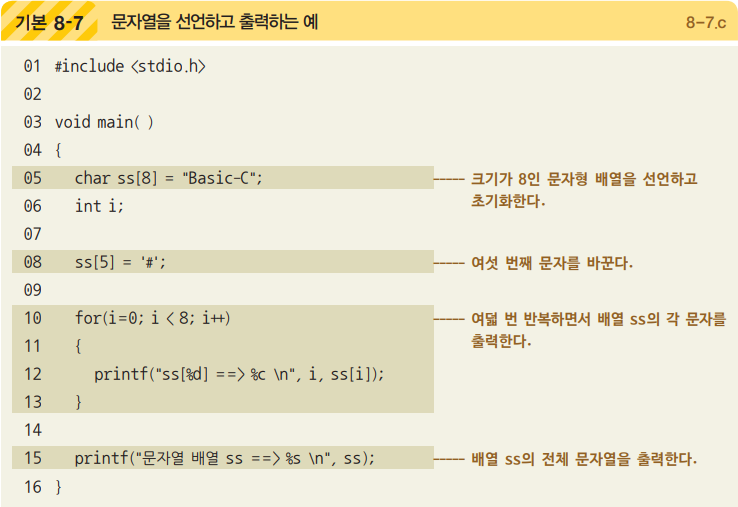 기본 8-7 문자열을 선언하고 출력하는 예 8-7.c
01 #include <stdio.h>
02
03 void main( )
04 {
05 char ss[8] = "Basic-C"; 크기가 8인 문자형 배열을 선언하고
초기화한다.
06 int i;
07
08 ss[5] = '#'; 여섯 번째 문자를 바꾼다.
09
10 for(i=0; i < 8; i++) 여덟 번 반복하면서 배열 ss의 각 문자를
출력한다.
11 {
12 printf("ss[%d] ==> %c \n", i, ss[i]);
13 }
14
15 printf("문자열 배열 ss ==> %s \n", ss); 배열 ss의 전체 문자열을 출력한다.
16 }